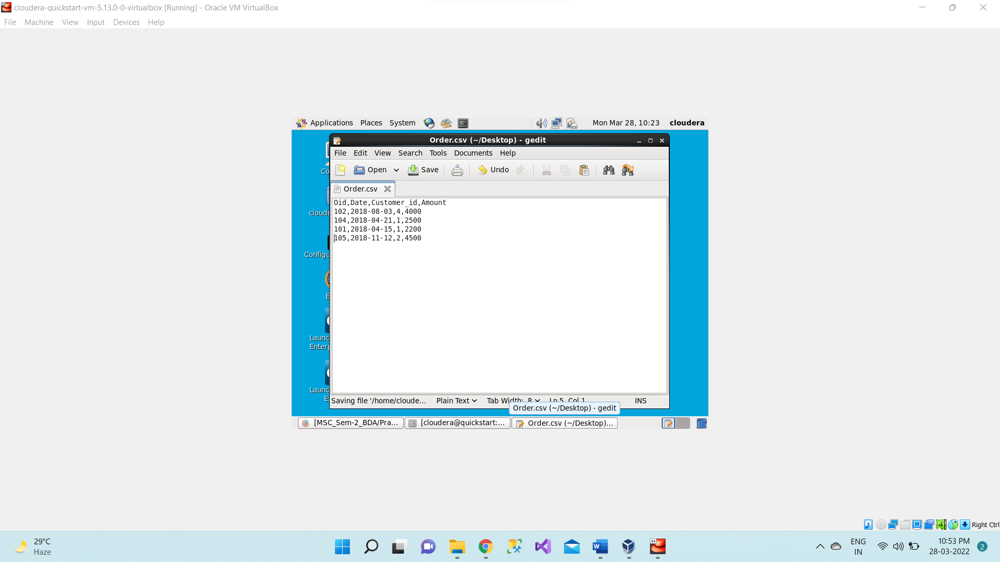 cloudera-quickstart-vm-5.13.0-0-virtualbox [Running] - Oracle VM VirtualBox
File Machine View Input Devices Help
Applications Places System Mon Mar 28, 10:23 cloudera
Order.csv (~/Desktop) - gedit
File Edit View Search Tools Documents Help
Open Save Undo
Order.csv
Oid,Date,Customer_id,Amount
102,2018-08-03,4,4000
104,2018-04-21,1,2500
101,2018-04-15,1,2200
105,2018-11-12,2,4500
Co
cloude
Configu
E
Launc
Enterp
Launc
E
Saving file '/home/cloude... Plain Text Tab Width: 8 Ln 5, Col 1 INS
Order.csv (~/Desktop) - gedit
[MSC_Sem-2_BDA/Pra... [cloudera@quickstart:... Order.csv (~/Desktop)...
Right Ctrl
29°C
Haze
ENG
IN
10:53 PM
28-03-2022
2
64